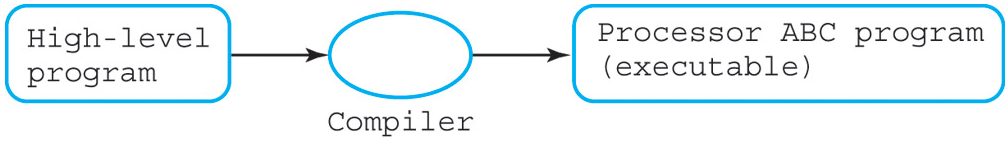 High-level
program
Compiler
Processor ABC program
(executable)